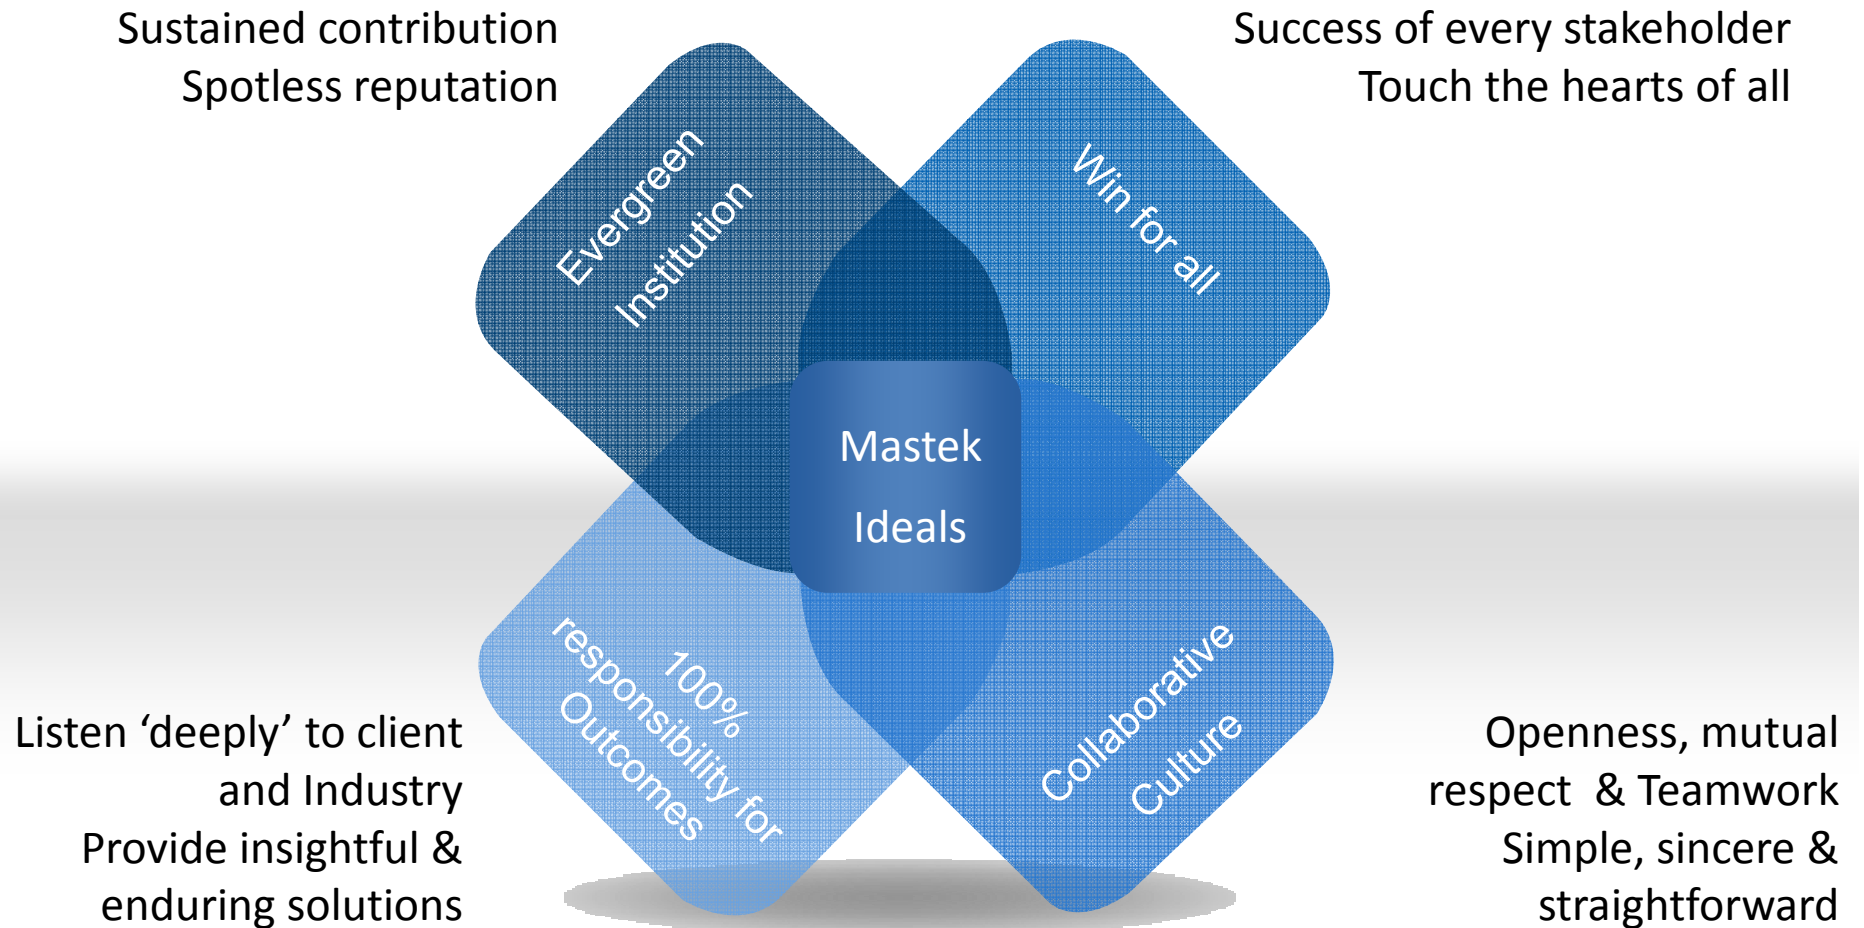 Sustained contribution
Spotless reputation
Success of every stakeholder
Touch the hearts of all
Evergreen
Institution
Win for all
Mastek
Ideals
100%
responsibility for
Outcomes
Collaborative
Culture
Listen ‘deeply’ to client
and Industry
Provide insightful &
enduring solutions
Openness, mutual
respect & Teamwork
Simple, sincere &
straightforward